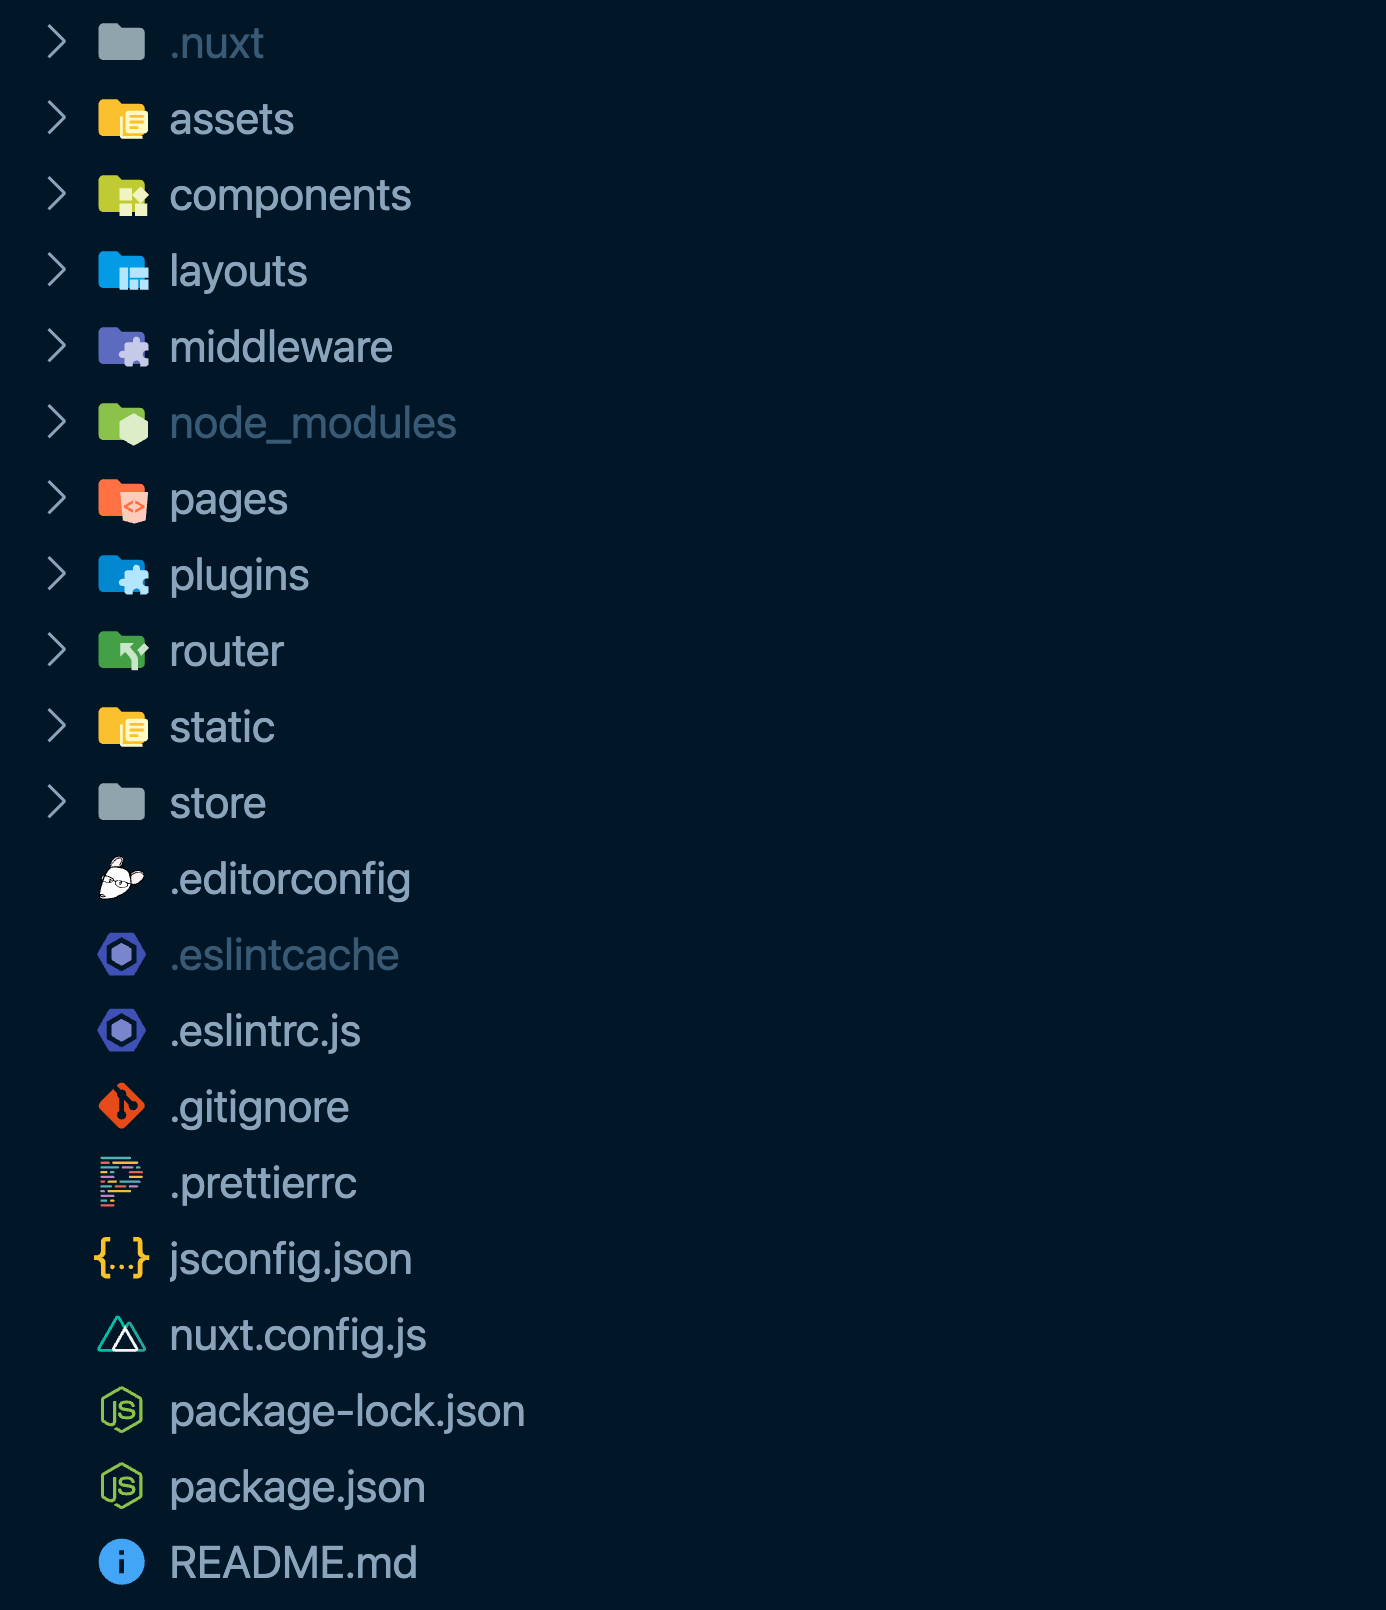 .nuxt
assets
components
layouts
middleware
node_modules
pages
plugins
router
static
store
.editorconfig
.eslintcache
.eslintrc.js
.gitignore
.prettierrc
jsconfig.json
nuxt.config.js
package-lock.json
package.json
README.md